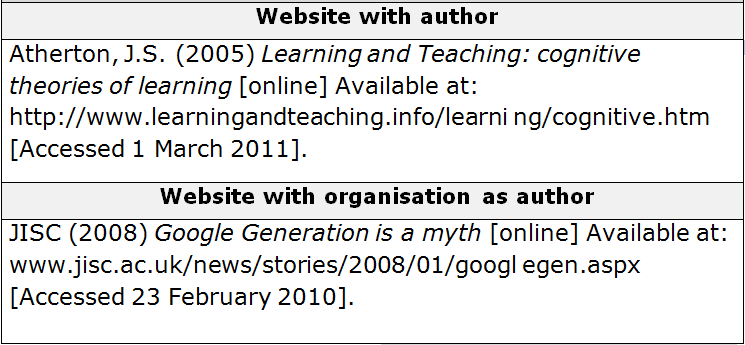 Website with author
Atherton, J.S. (2005) Learning and Teaching: cognitive
theories of learning [online] Available at:
http://www.learningandteaching.info/learni ng/cognitive.htm
[Accessed 1 March 2011].
Website with organisation as author
JISC (2008) Google Generation is a myth [online] Available at:
www.jisc.ac.uk/news/stories/2008/01/googl egen.aspx
[Accessed 23 February 2010].